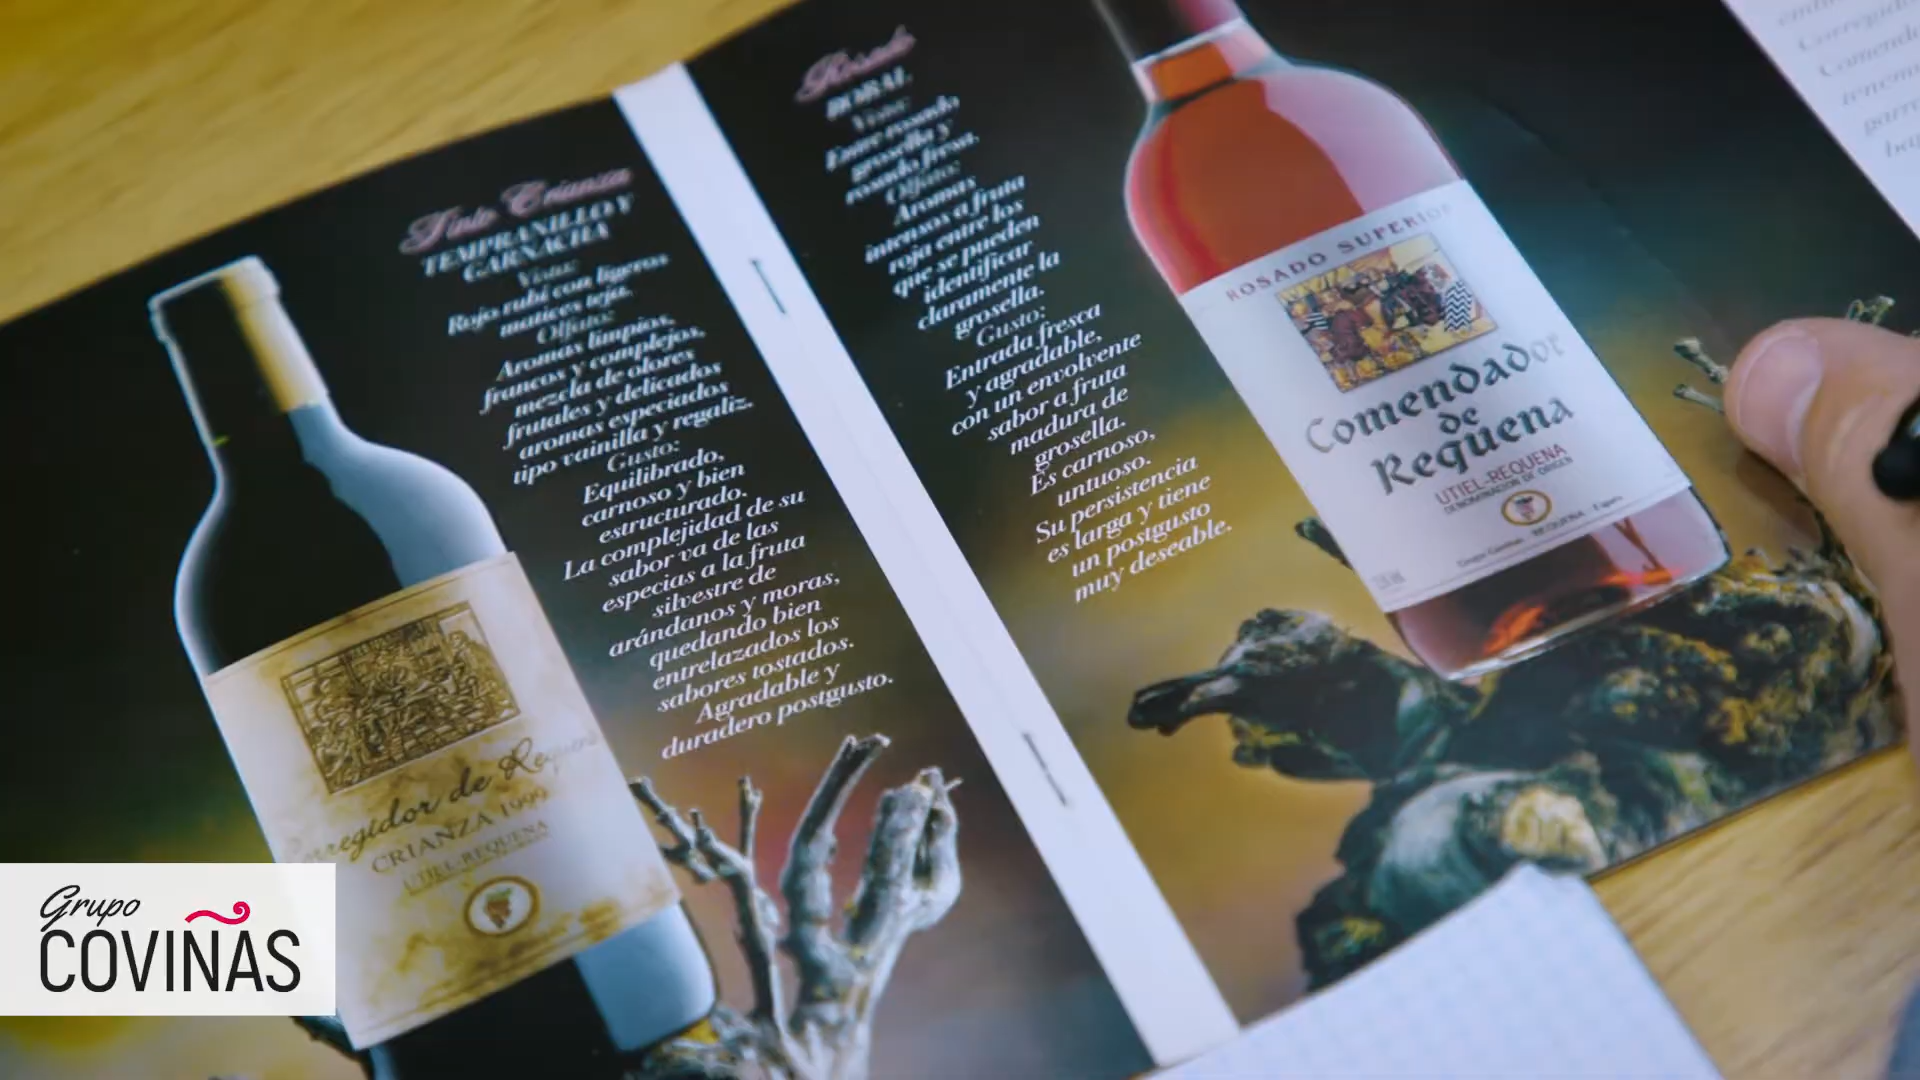 Tinto Crianza
TEMPRANILLO Y
GARNACHA
Vista:
Rojo rubí con ligeros
matices teja.
Olfato:
Aromas limpios,
francos y complejos,
mezcla de olores
frutales y delicados
aromas especiados
tipo vainilla y regaliz.
Gusto:
Equilibrado,
carnoso y bien
estructurado.
La complejidad de su
sabor va de las
especias a la fruta
silvestre de
arándanos y moras,
quedando bien
entrelazados los
sabores tostados.
Agradable y
duradero postgusto.
Corregidor de Requena
CRIANZA 1999
UTIEL-REQUENA
Rosado
BOBAL
Vista:
Entre rosado,
grosella y
rosado fresa.
Olfato:
Aromas
intensos a fruta
roja entre los
que se pueden
identificar
claramente la
grosella.
Gusto:
Entrada fresca
y agradable,
con un envolvente
sabor a fruta
madura de
grosella.
Es carnoso,
untuoso.
Su persistencia
es larga y tiene
un postgusto
muy deseable.
ROSADO SUPERIOR
Comendador
de
Requena
UTIEL-REQUENA
DENOMINACION DE ORIGEN
REQUENA - España
Grupo
COVIÑAS